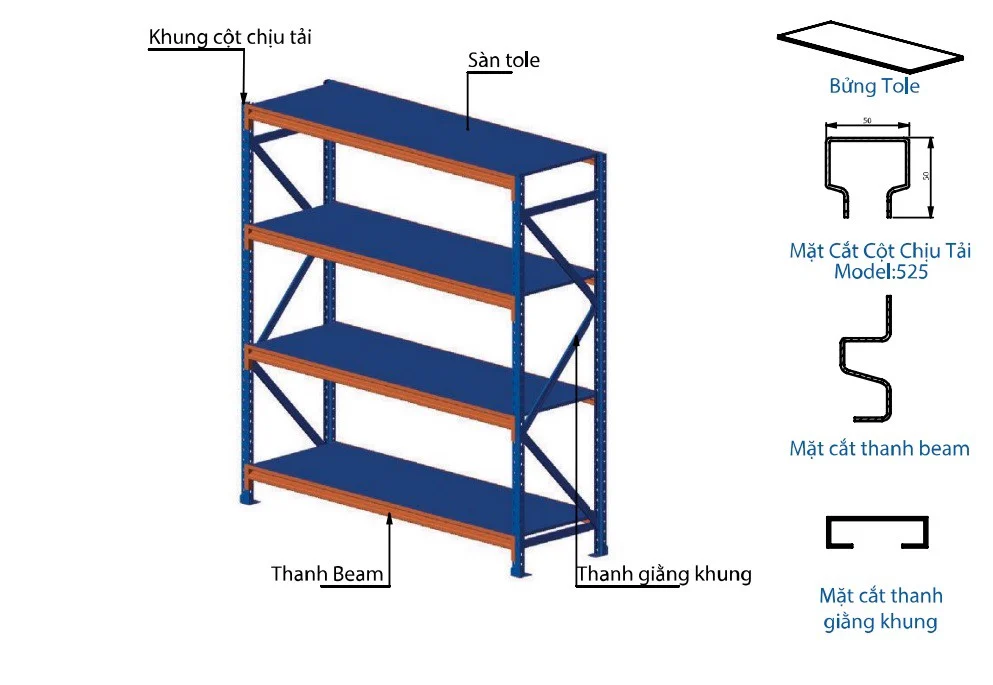 Khung cột chịu tải
Sàn tole
Thanh Beam
Thanh giằng khung
Bửng Tole
50
50
Mặt Cắt Cột Chịu Tải
Model:525
Mặt cắt thanh beam
Mặt cắt thanh
giằng khung